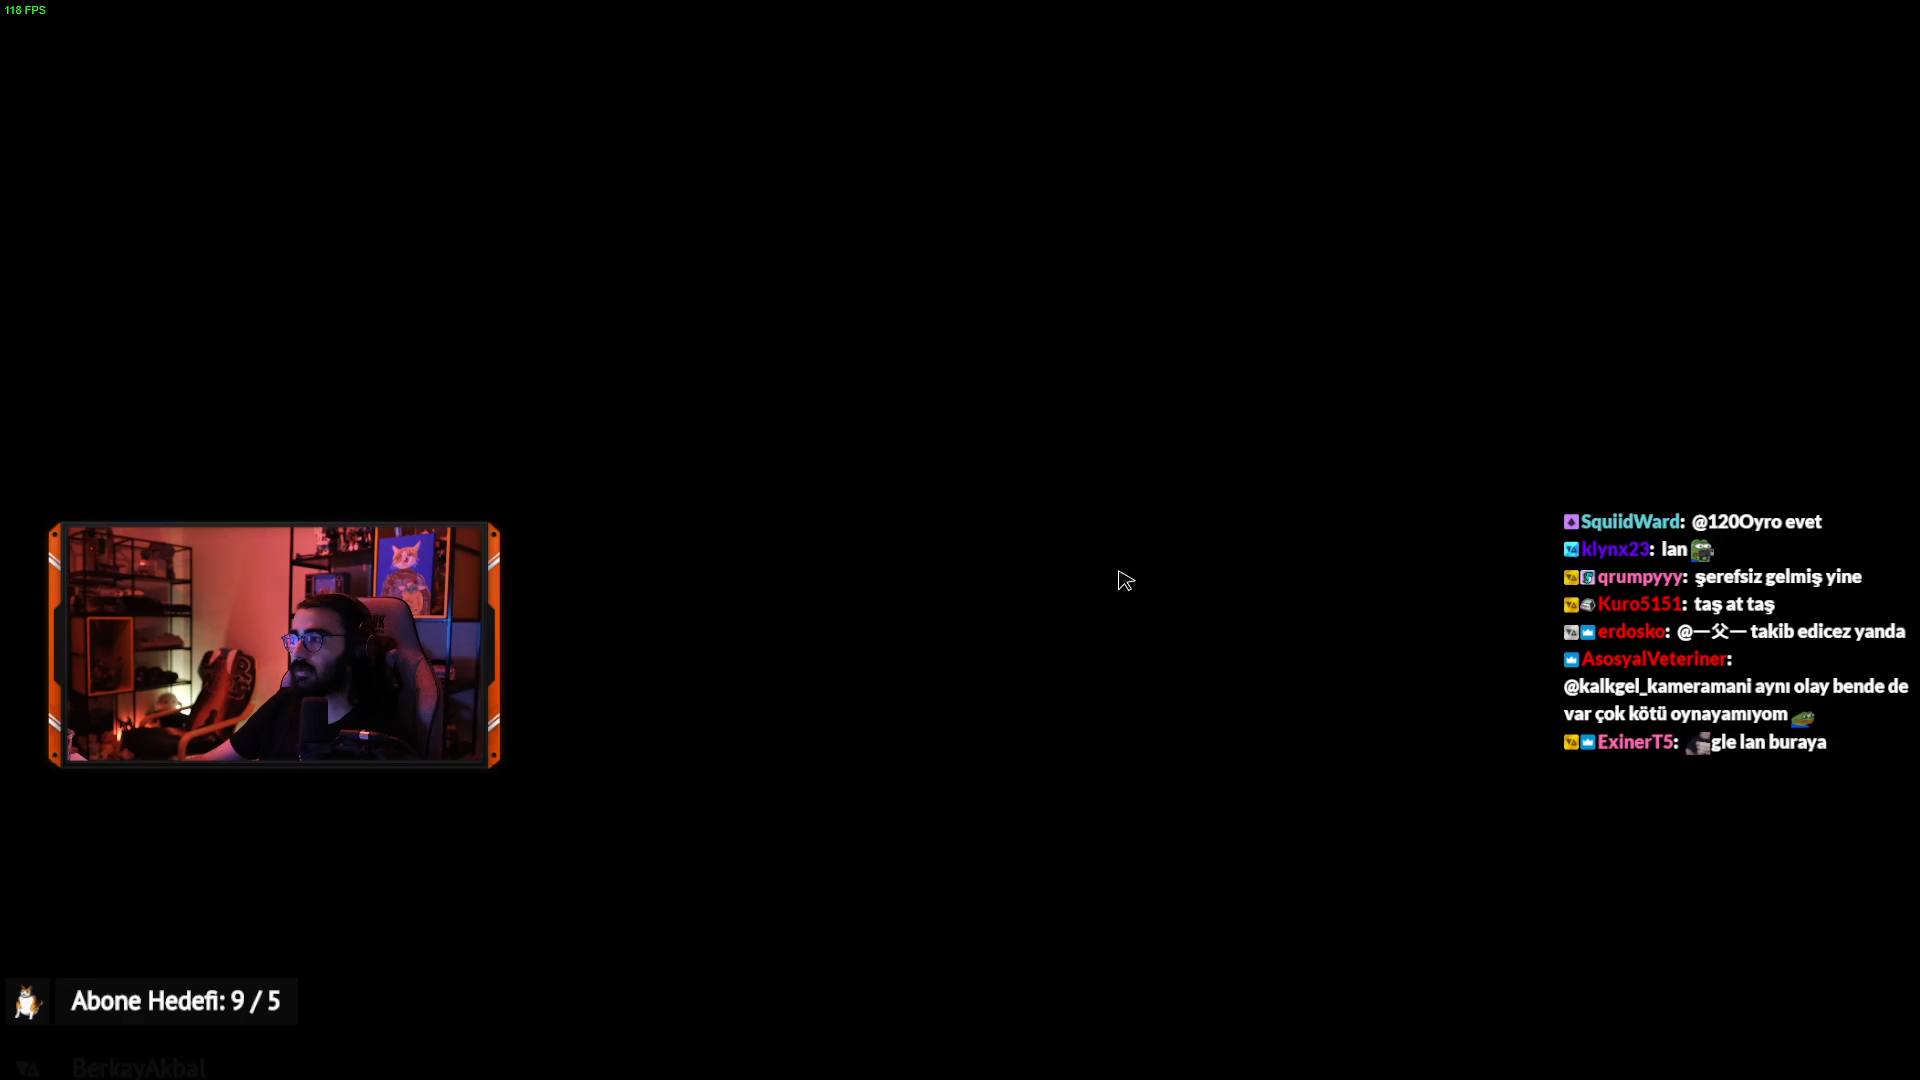 118 FPS
SquiidWard: @120Oyro evet
klynx23: lan
qrumpyyy: şerefsiz gelmiş yine
Kuro5151: taş at taş
erdosko: @一父一 takib edicez yanda
AsosyalVeteriner:
@kalkgel_kameramani aynı olay bende de
var çok kötü oynayamıyom
ExinerT5: gle lan buraya
Abone Hedefi: 9 / 5
BerkayAkbal